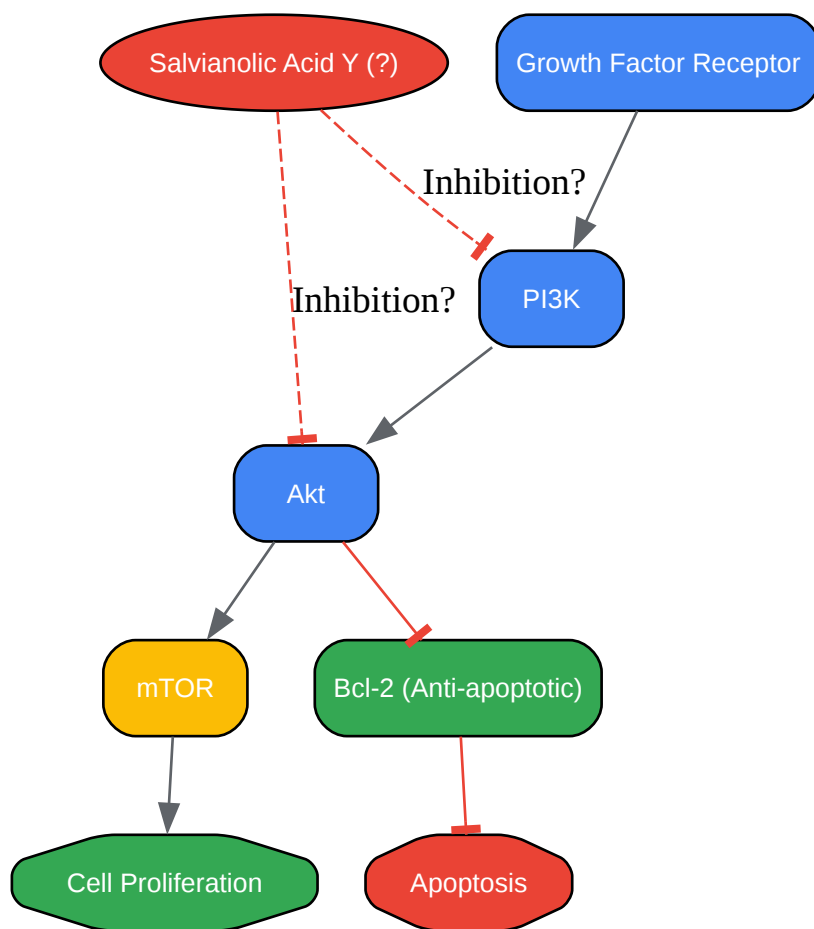 Salvianolic Acid Y (?)
Growth Factor Receptor
Inhibition?
PI3K
Inhibition?
Akt
mTOR
Bcl-2 (Anti-apoptotic)
Cell Proliferation
Apoptosis